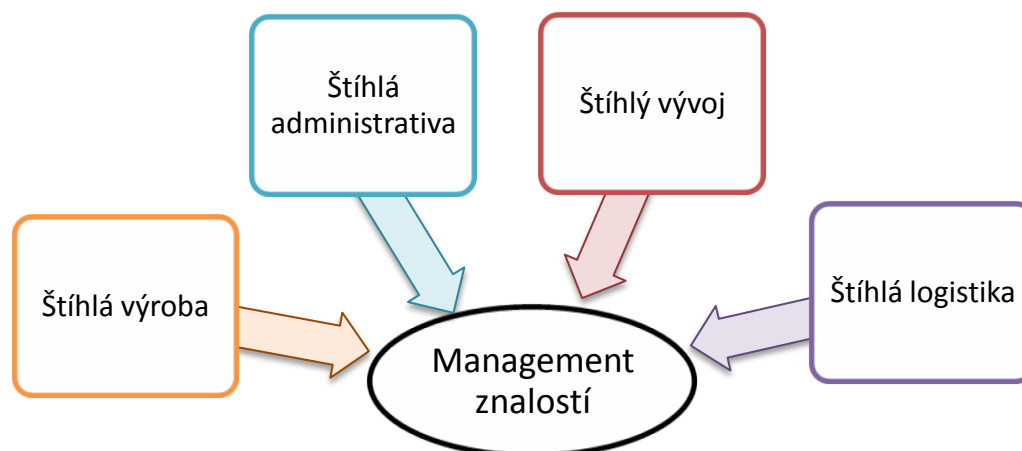 Štíhlá
administrativa
Štíhlý vývoj
Štíhlá výroba
Štíhlá logistika
Management
znalostí